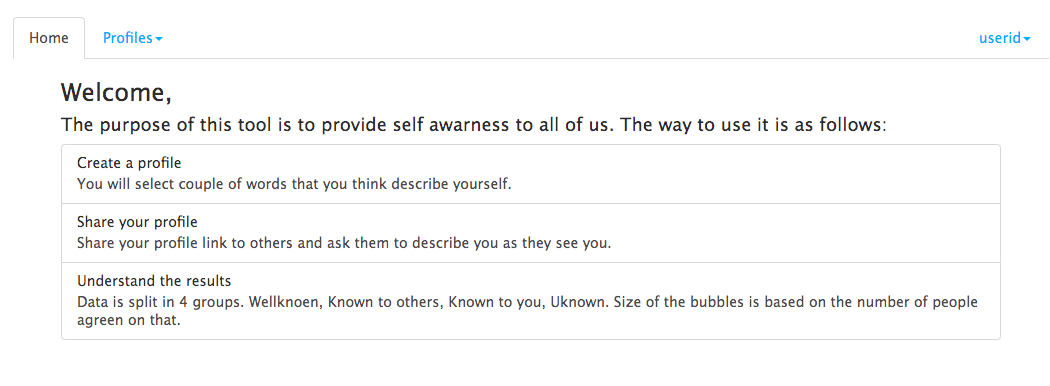 Home Profiles userid
Welcome,
The purpose of this tool is to provide self awarness to all of us. The way to use it is as follows:
Create a profile
You will select couple of words that you think describe yourself.
Share your profile
Share your profile link to others and ask them to describe you as they see you.
Understand the results
Data is split in 4 groups. Wellknoen, Known to others, Known to you, Uknown. Size of the bubbles is based on the number of people
agreen on that.